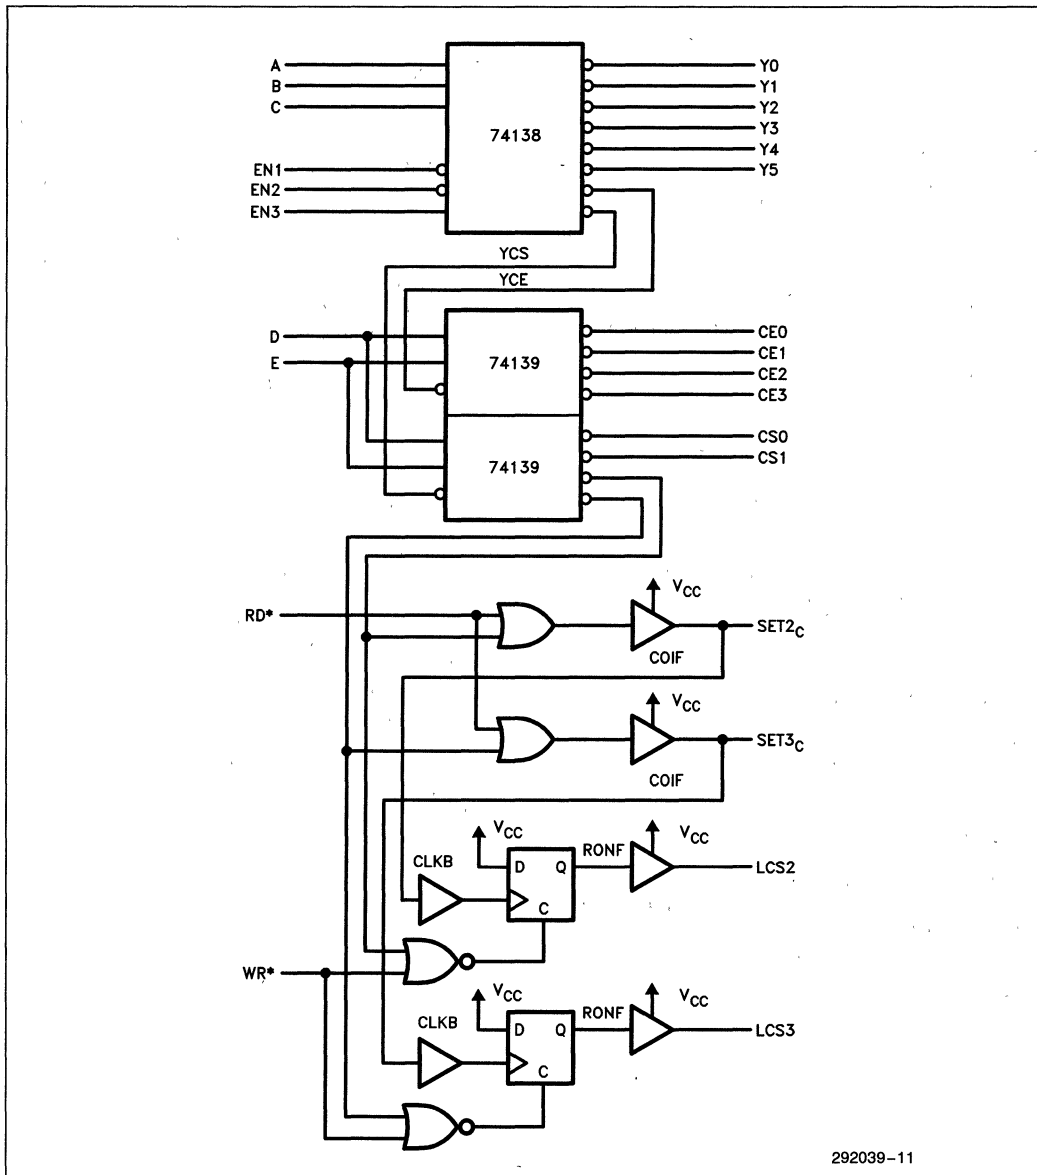 A
B
C
EN1
EN2
EN3
74138
Y0
Y1
Y2
Y3
Y4
Y5
YCS
YCE
D
E
74139
74139
CE0
CE1
CE2
CE3
CS0
CS1
RD*
VCC
COIF
SET2C
VCC
COIF
SET3C
VCC
CLKB
D Q
C
RONF
VCC
LCS2
WR*
VCC
CLKB
D Q
C
RONF
VCC
LCS3
292039-11